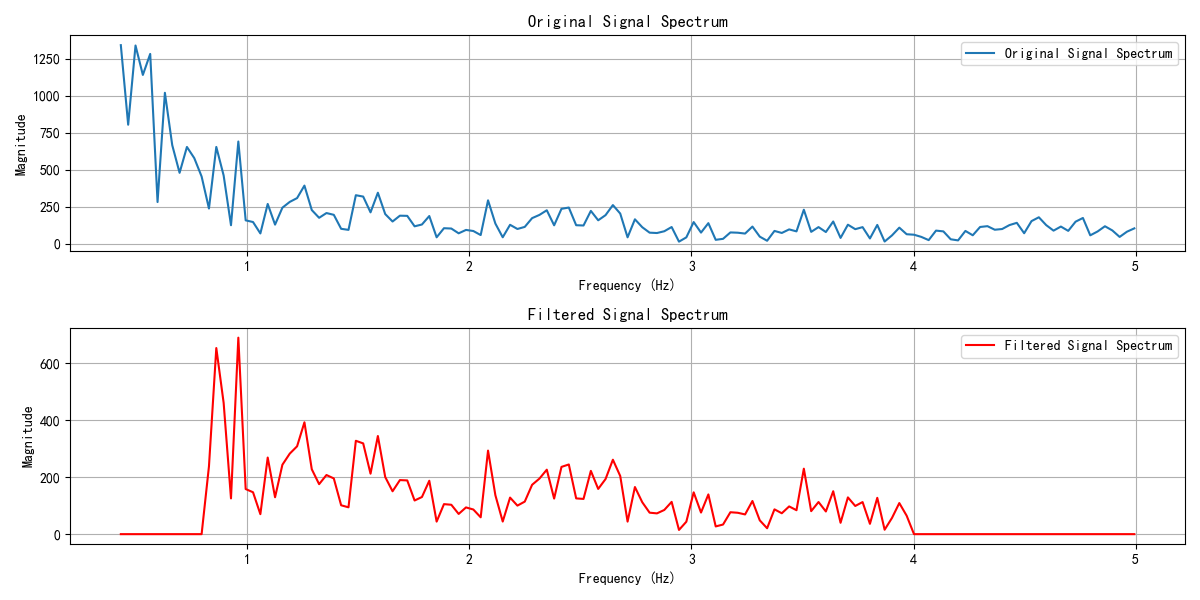 Original Signal Spectrum
Original Signal Spectrum
Magnitude
1250
1000
750
500
250
0
1 2 3 4 5
Frequency (Hz)
Filtered Signal Spectrum
Filtered Signal Spectrum
Magnitude
600
400
200
0
1 2 3 4 5
Frequency (Hz)